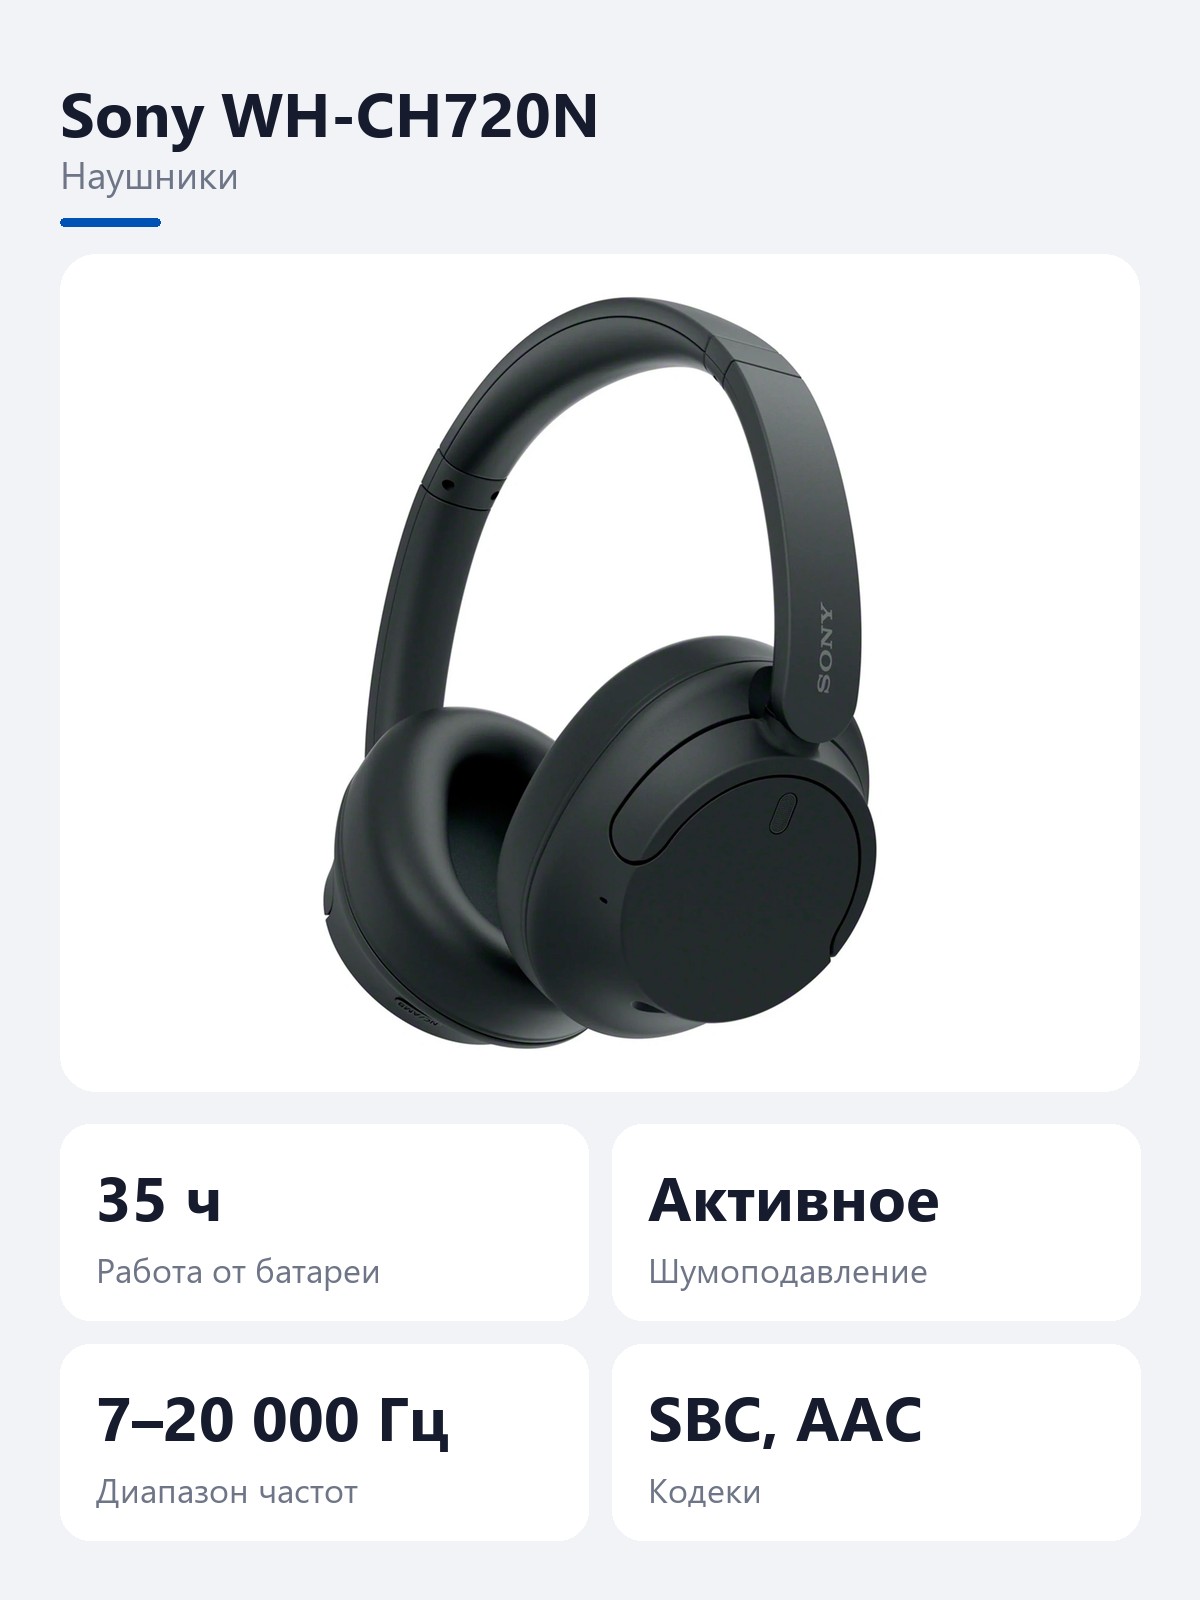 Sony WH-CH720N
Наушники
SONY
35 ч
Работа от батареи
Активное
Шумоподавление
7–20 000 Гц
Диапазон частот
SBC, AAC
Кодеки